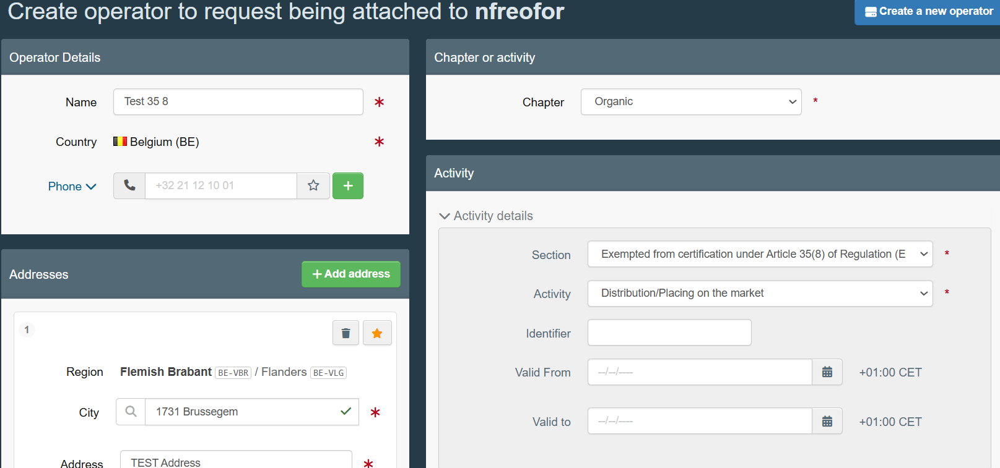 Create operator to request being attached to nfreofor
Create a new operator
Operator Details
Name
Test 35 8
Country
Belgium (BE)
Phone
+32 21 12 10 01
Addresses
Add address
1
Region
Flemish Brabant BE-VBR / Flanders BE-VLG
City
1731 Brussegem
Address
TEST Address
Chapter or activity
Chapter
Organic
*
Activity
Activity details
Section
Exempted from certification under Article 35(8) of Regulation (E
*
Activity
Distribution/Placing on the market
*
Identifier
Valid From
--/--/----
+01:00 CET
Valid to
--/--/----
+01:00 CET